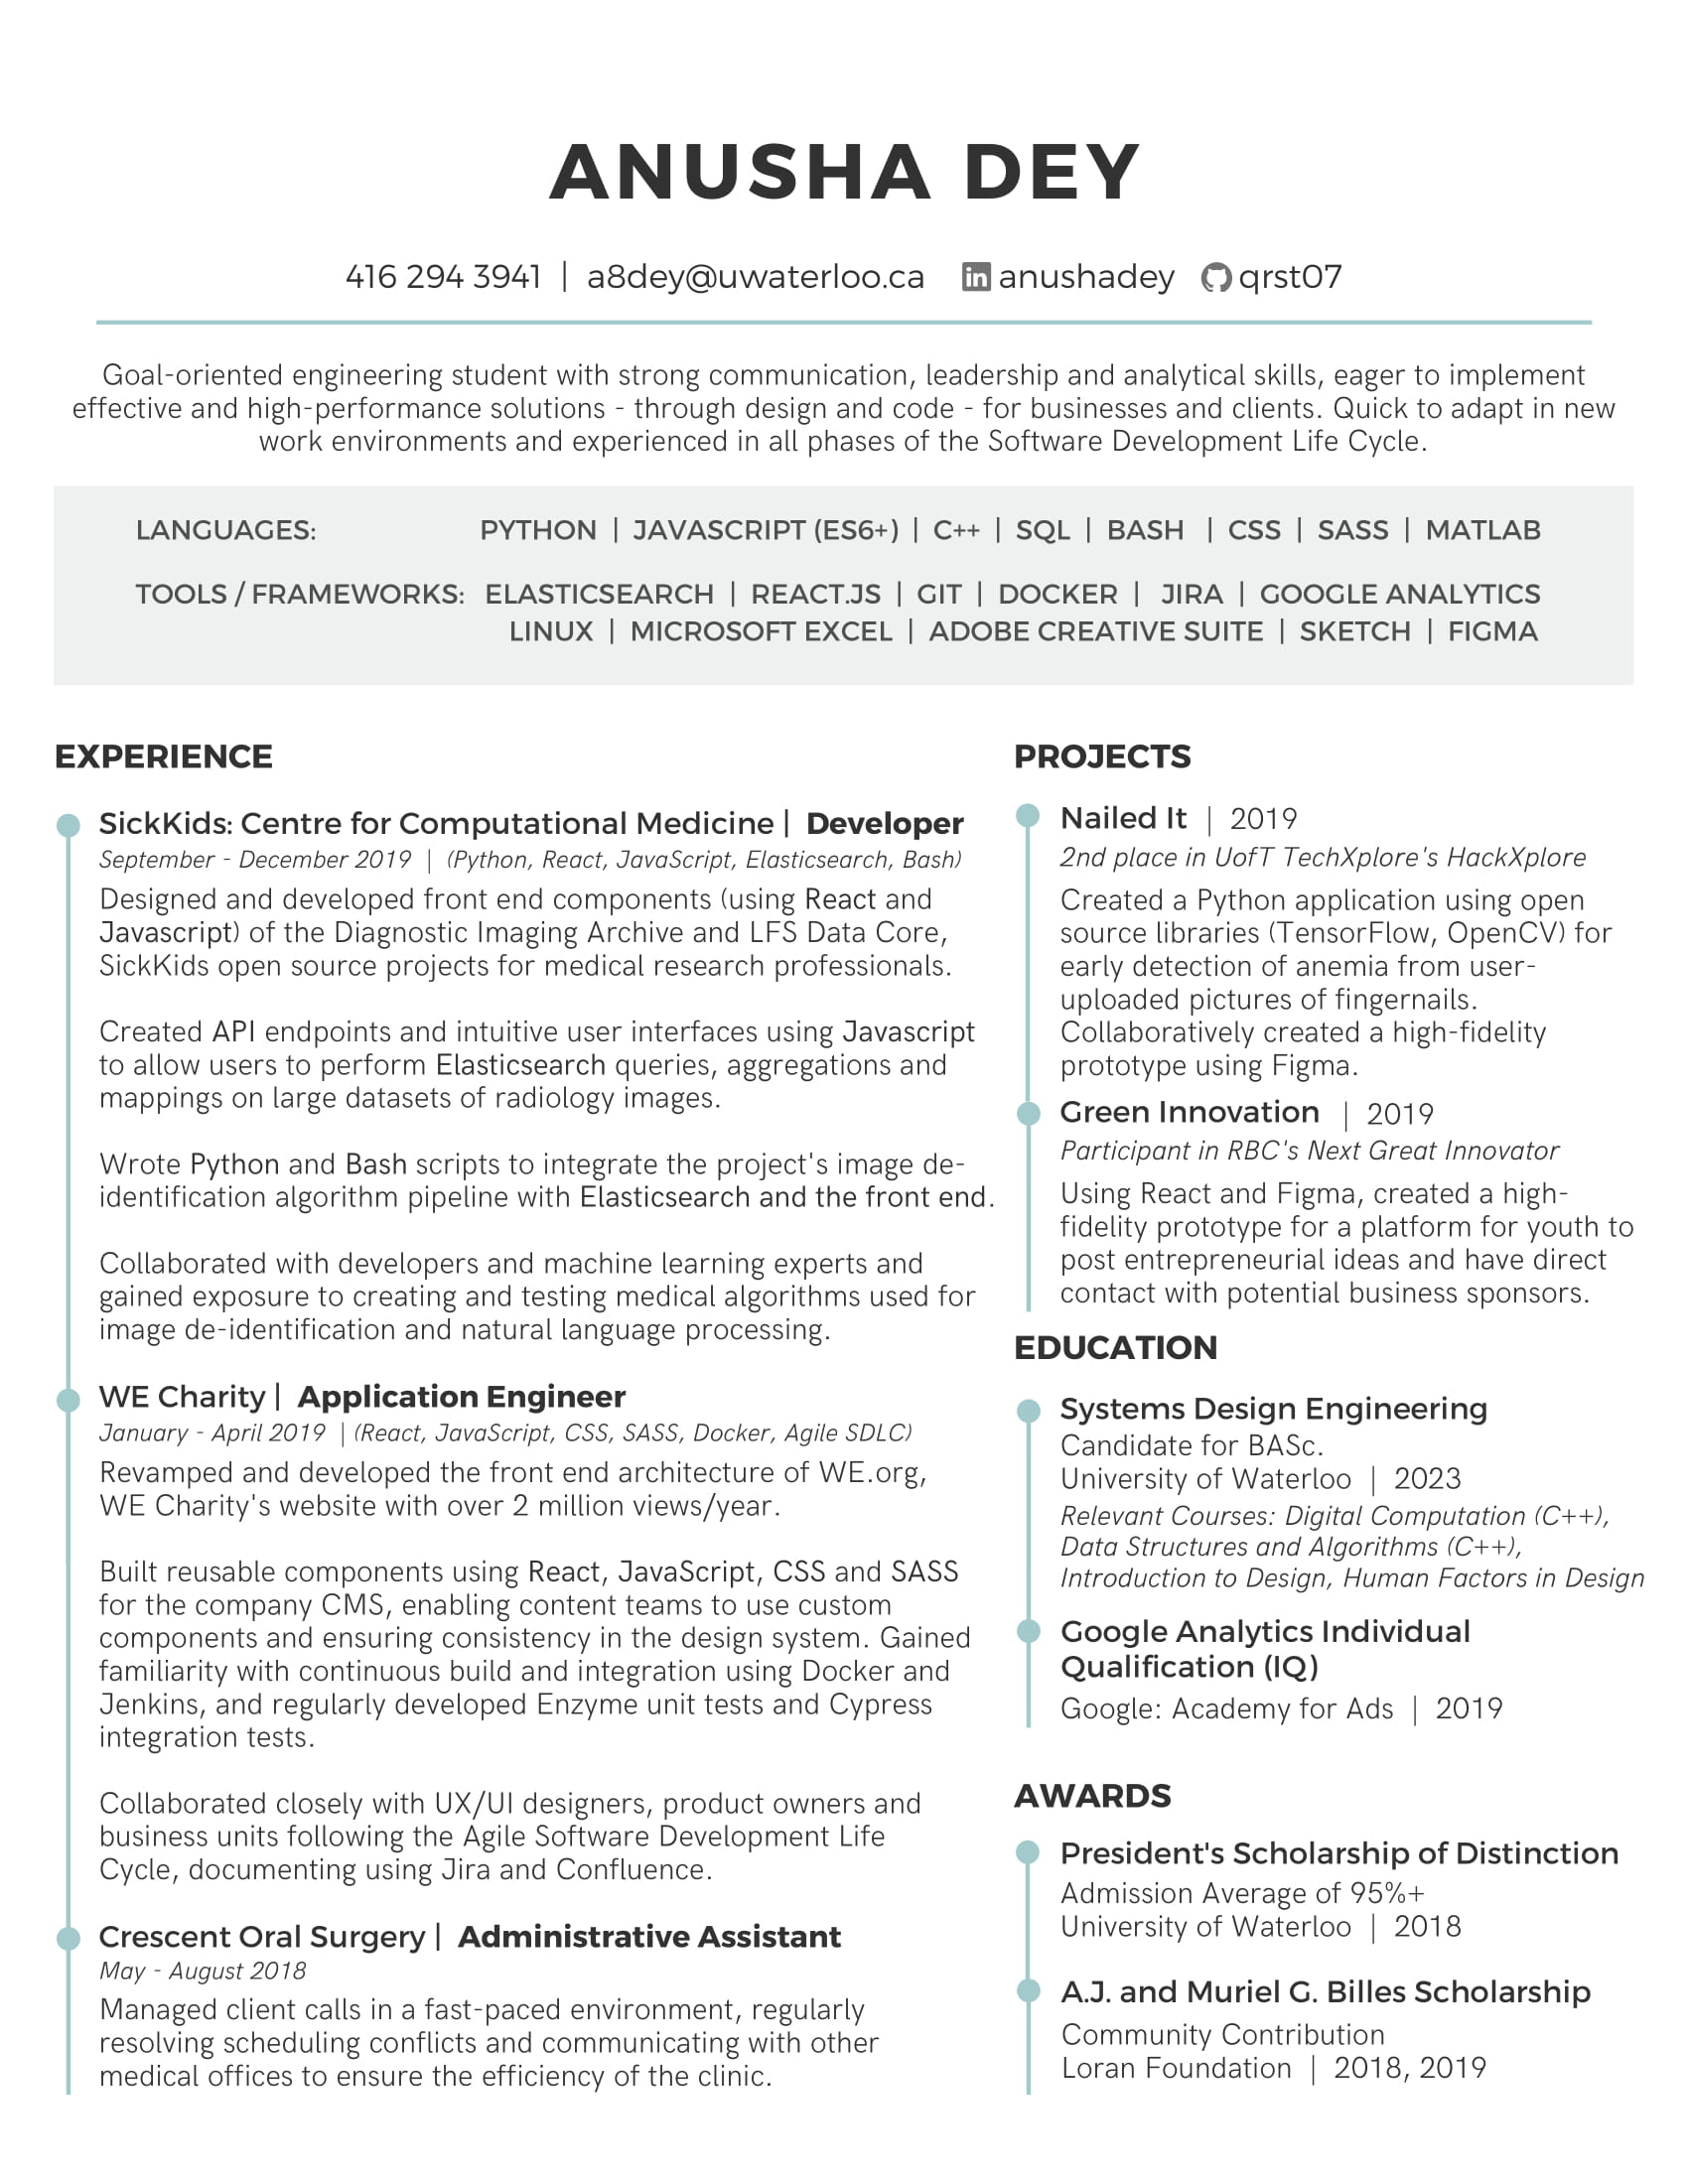 ANUSHA DEY
416 294 3941 | a8dey@uwaterloo.ca in anushadey qrst07
Goal-oriented engineering student with strong communication, leadership and analytical skills, eager to implement
effective and high-performance solutions - through design and code - for businesses and clients. Quick to adapt in new
work environments and experienced in all phases of the Software Development Life Cycle.
LANGUAGES: PYTHON | JAVASCRIPT (ES6+) | C++ | SQL | BASH | CSS | SASS | MATLAB
TOOLS / FRAMEWORKS: ELASTICSEARCH | REACT.JS | GIT | DOCKER | JIRA | GOOGLE ANALYTICS
LINUX | MICROSOFT EXCEL | ADOBE CREATIVE SUITE | SKETCH | FIGMA
EXPERIENCE
SickKids: Centre for Computational Medicine | Developer
September - December 2019 | (Python, React, JavaScript, Elasticsearch, Bash)
Designed and developed front end components (using React and
Javascript) of the Diagnostic Imaging Archive and LFS Data Core,
SickKids open source projects for medical research professionals.
Created API endpoints and intuitive user interfaces using Javascript
to allow users to perform Elasticsearch queries, aggregations and
mappings on large datasets of radiology images.
Wrote Python and Bash scripts to integrate the project's image de-
identification algorithm pipeline with Elasticsearch and the front end.
Collaborated with developers and machine learning experts and
gained exposure to creating and testing medical algorithms used for
image de-identification and natural language processing.
WE Charity | Application Engineer
January - April 2019 | (React, JavaScript, CSS, SASS, Docker, Agile SDLC)
Revamped and developed the front end architecture of WE.org,
WE Charity's website with over 2 million views/year.
Built reusable components using React, JavaScript, CSS and SASS
for the company CMS, enabling content teams to use custom
components and ensuring consistency in the design system. Gained
familiarity with continuous build and integration using Docker and
Jenkins, and regularly developed Enzyme unit tests and Cypress
integration tests.
Collaborated closely with UX/UI designers, product owners and
business units following the Agile Software Development Life
Cycle, documenting using Jira and Confluence.
Crescent Oral Surgery | Administrative Assistant
May - August 2018
Managed client calls in a fast-paced environment, regularly
resolving scheduling conflicts and communicating with other
medical offices to ensure the efficiency of the clinic.
PROJECTS
Nailed It | 2019
2nd place in UofT TechXplore's HackXplore
Created a Python application using open
source libraries (TensorFlow, OpenCV) for
early detection of anemia from user-
uploaded pictures of fingernails.
Collaboratively created a high-fidelity
prototype using Figma.
Green Innovation | 2019
Participant in RBC's Next Great Innovator
Using React and Figma, created a high-
fidelity prototype for a platform for youth to
post entrepreneurial ideas and have direct
contact with potential business sponsors.
EDUCATION
Systems Design Engineering
Candidate for BASc.
University of Waterloo | 2023
Relevant Courses: Digital Computation (C++),
Data Structures and Algorithms (C++),
Introduction to Design, Human Factors in Design
Google Analytics Individual
Qualification (IQ)
Google: Academy for Ads | 2019
AWARDS
President's Scholarship of Distinction
Admission Average of 95%+
University of Waterloo | 2018
A.J. and Muriel G. Billes Scholarship
Community Contribution
Loran Foundation | 2018, 2019